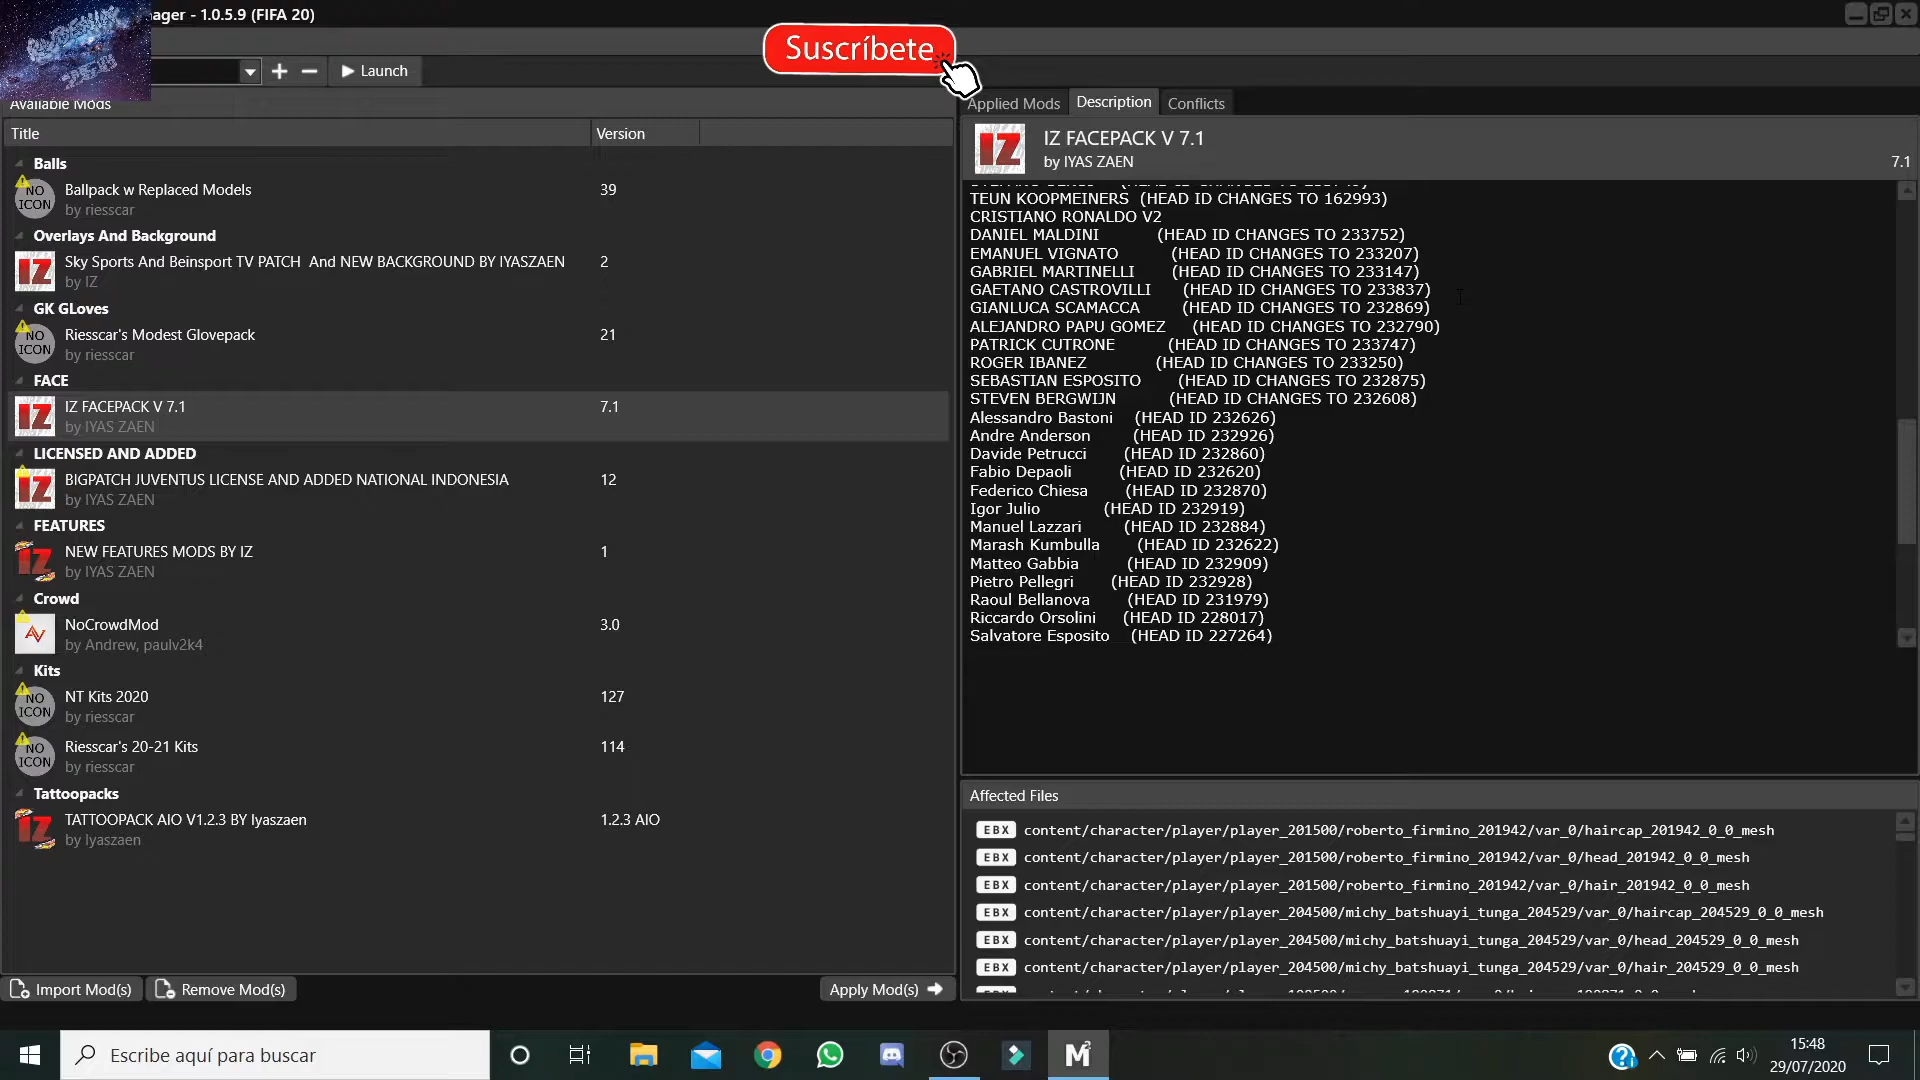 ager - 1.0.5.9 (FIFA 20)
Suscríbete
+ − Launch
Available Mods
Title Version
Balls
NO ICON
Ballpack w Replaced Models 39
by riesscar
Overlays And Background
IZ
Sky Sports And Beinsport TV PATCH And NEW BACKGROUND BY IYASZAEN 2
by IZ
GK GLoves
NO ICON
Riesscar's Modest Glovepack 21
by riesscar
FACE
IZ
IZ FACEPACK V 7.1 7.1
by IYAS ZAEN
LICENSED AND ADDED
IZ
BIGPATCH JUVENTUS LICENSE AND ADDED NATIONAL INDONESIA 12
by IYAS ZAEN
FEATURES
IZ
NEW FEATURES MODS BY IZ 1
by IYAS ZAEN
Crowd
NoCrowdMod 3.0
by Andrew, paulv2k4
Kits
NO ICON
NT Kits 2020 127
by riesscar
NO ICON
Riesscar's 20-21 Kits 114
by riesscar
Tattoopacks
IZ
TATTOOPACK AIO V1.2.3 BY Iyaszaen 1.2.3 AIO
by Iyaszaen
Import Mod(s) Remove Mod(s) Apply Mod(s)
Applied Mods Description Conflicts
IZ
IZ FACEPACK V 7.1
by IYAS ZAEN 7.1
TEUN KOOPMEINERS (HEAD ID CHANGES TO 162993)
CRISTIANO RONALDO V2
DANIEL MALDINI (HEAD ID CHANGES TO 233752)
EMANUEL VIGNATO (HEAD ID CHANGES TO 233207)
GABRIEL MARTINELLI (HEAD ID CHANGES TO 233147)
GAETANO CASTROVILLI (HEAD ID CHANGES TO 233837)
GIANLUCA SCAMACCA (HEAD ID CHANGES TO 232869)
ALEJANDRO PAPU GOMEZ (HEAD ID CHANGES TO 232790)
PATRICK CUTRONE (HEAD ID CHANGES TO 233747)
ROGER IBANEZ (HEAD ID CHANGES TO 233250)
SEBASTIAN ESPOSITO (HEAD ID CHANGES TO 232875)
STEVEN BERGWIJN (HEAD ID CHANGES TO 232608)
Alessandro Bastoni (HEAD ID 232626)
Andre Anderson (HEAD ID 232926)
Davide Petrucci (HEAD ID 232860)
Fabio Depaoli (HEAD ID 232620)
Federico Chiesa (HEAD ID 232870)
Igor Julio (HEAD ID 232919)
Manuel Lazzari (HEAD ID 232884)
Marash Kumbulla (HEAD ID 232622)
Matteo Gabbia (HEAD ID 232909)
Pietro Pellegri (HEAD ID 232928)
Raoul Bellanova (HEAD ID 231979)
Riccardo Orsolini (HEAD ID 228017)
Salvatore Esposito (HEAD ID 227264)
Affected Files
EBX content/character/player/player_201500/roberto_firmino_201942/var_0/haircap_201942_0_0_mesh
EBX content/character/player/player_201500/roberto_firmino_201942/var_0/head_201942_0_0_mesh
EBX content/character/player/player_201500/roberto_firmino_201942/var_0/hair_201942_0_0_mesh
EBX content/character/player/player_204500/michy_batshuayi_tunga_204529/var_0/haircap_204529_0_0_mesh
EBX content/character/player/player_204500/michy_batshuayi_tunga_204529/var_0/head_204529_0_0_mesh
EBX content/character/player/player_204500/michy_batshuayi_tunga_204529/var_0/hair_204529_0_0_mesh
Escribe aquí para buscar
15:48
29/07/2020